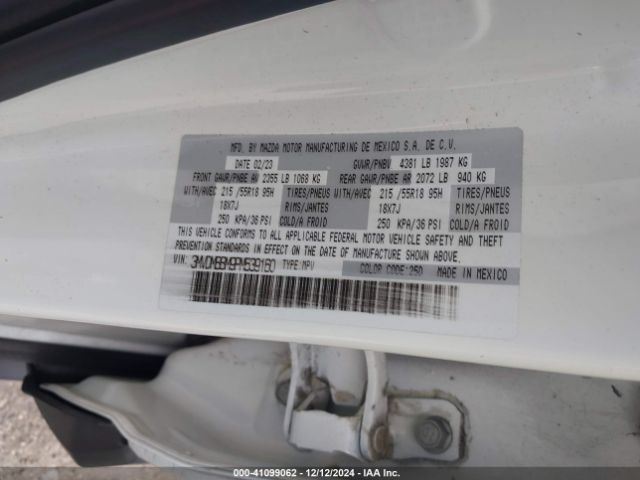 MFD. BY MAZDA MOTOR MANUFACTURING DE MEXICO S.A. DE C.V.
DATE 02/23 GVWR/PNBV 4381 LB 1987 KG
FRONT GAWR/PNBE AV 2355 LB 1068 KG REAR GAWR/PNBE AR 2072 LB 940 KG
WITH/AVEC 215 /55R18 95H TIRES/PNEUS WITH/AVEC 215 /55R18 95H TIRES/PNEUS
18X7J RIMS/JANTES 18X7J RIMS/JANTES
250 KPA/36 PSI COLD/A FROID 250 KPA/36 PSI COLD/A FROID
THIS VEHICLE CONFORMS TO ALL APPLICABLE FEDERAL MOTOR VEHICLE SAFETY AND THEFT
PREVENTION STANDARDS IN EFFECT ON THE DATE OF MANUFACTURE SHOWN ABOVE.
VIN: TYPE:MPV COLOR CODE:25D MADE IN MEXICO
000-41099062 - 12/12/2024 - IAA Inc.